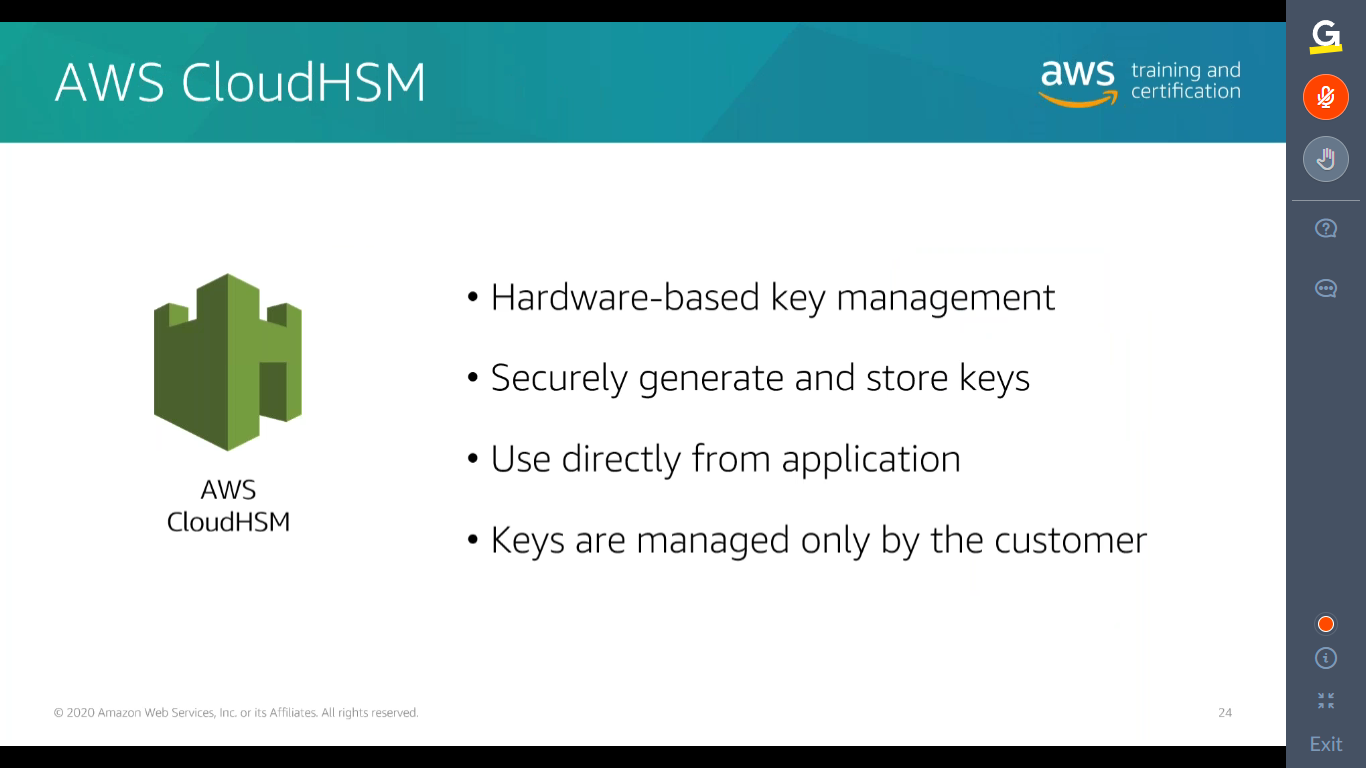 AWS CloudHSM
aws training and
certification
• Hardware-based key management
• Securely generate and store keys
• Use directly from application
• Keys are managed only by the customer
AWS
CloudHSM
© 2020 Amazon Web Services, Inc. or its Affiliates. All rights reserved.
24
G
Exit